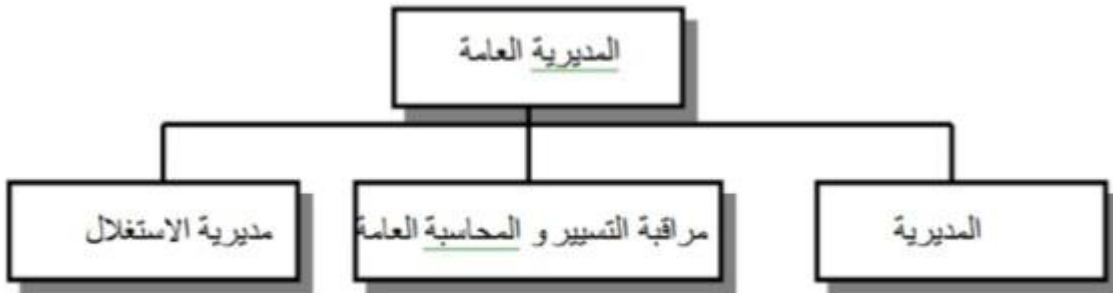 المديرية العامة
المديرية
مراقبة التسيير و المحاسبة العامة
مديرية الاستغلال